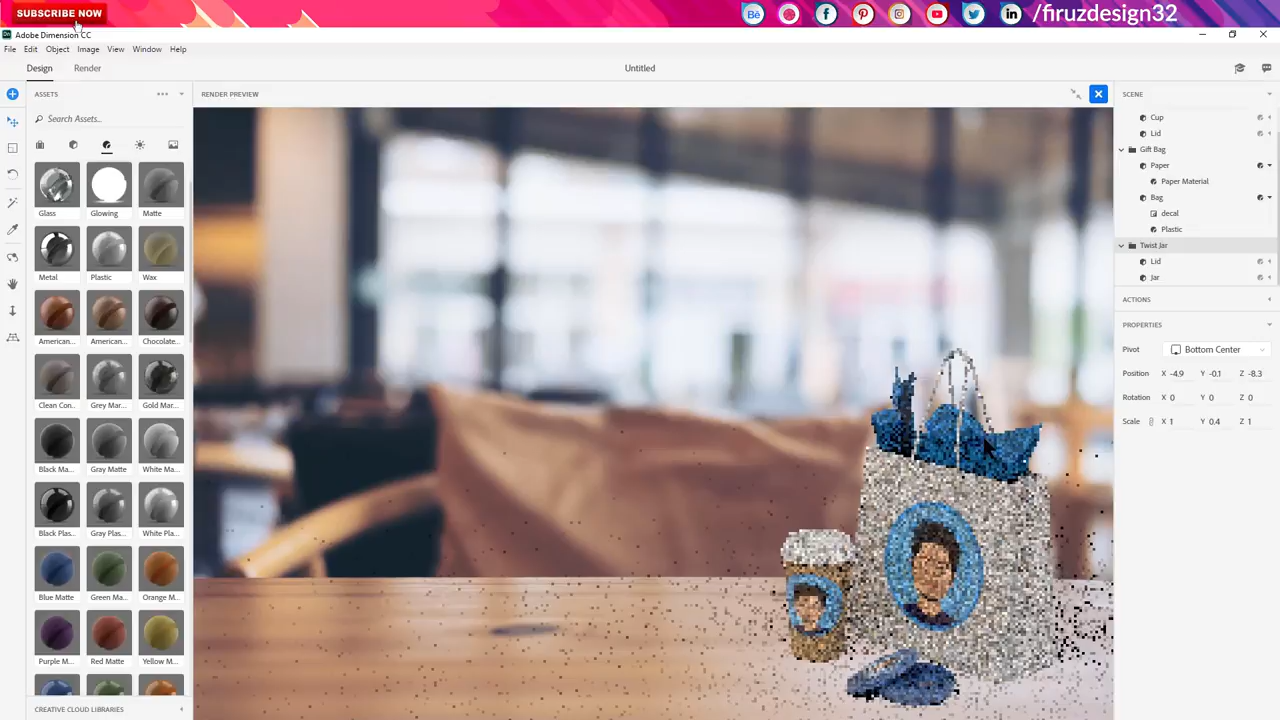 SUBSCRIBE NOW
Bē
/firuzdesign32
Dn Adobe Dimension CC
File Edit Object Image View Window Help
Design Render Untitled
ASSETS
Search Assets...
Glass Glowing Matte
Metal Plastic Wax
American... American... Chocolate...
Clean Con... Grey Mar... Gold Mar...
Black Ma... Gray Matte White Ma...
Black Plas... Gray Plas... White Pla...
Blue Matte Green Ma... Orange M...
Purple M... Red Matte Yellow M...
CREATIVE CLOUD LIBRARIES
RENDER PREVIEW
SCENE
Cup
Lid
Gift Bag
Paper
Paper Material
Bag
decal
Plastic
Twist Jar
Lid
Jar
ACTIONS
PROPERTIES
Pivot Bottom Center
Position X -4.9 Y -0.1 Z -8.3
Rotation X 0 Y 0 Z 0
Scale X 1 Y 0.4 Z 1